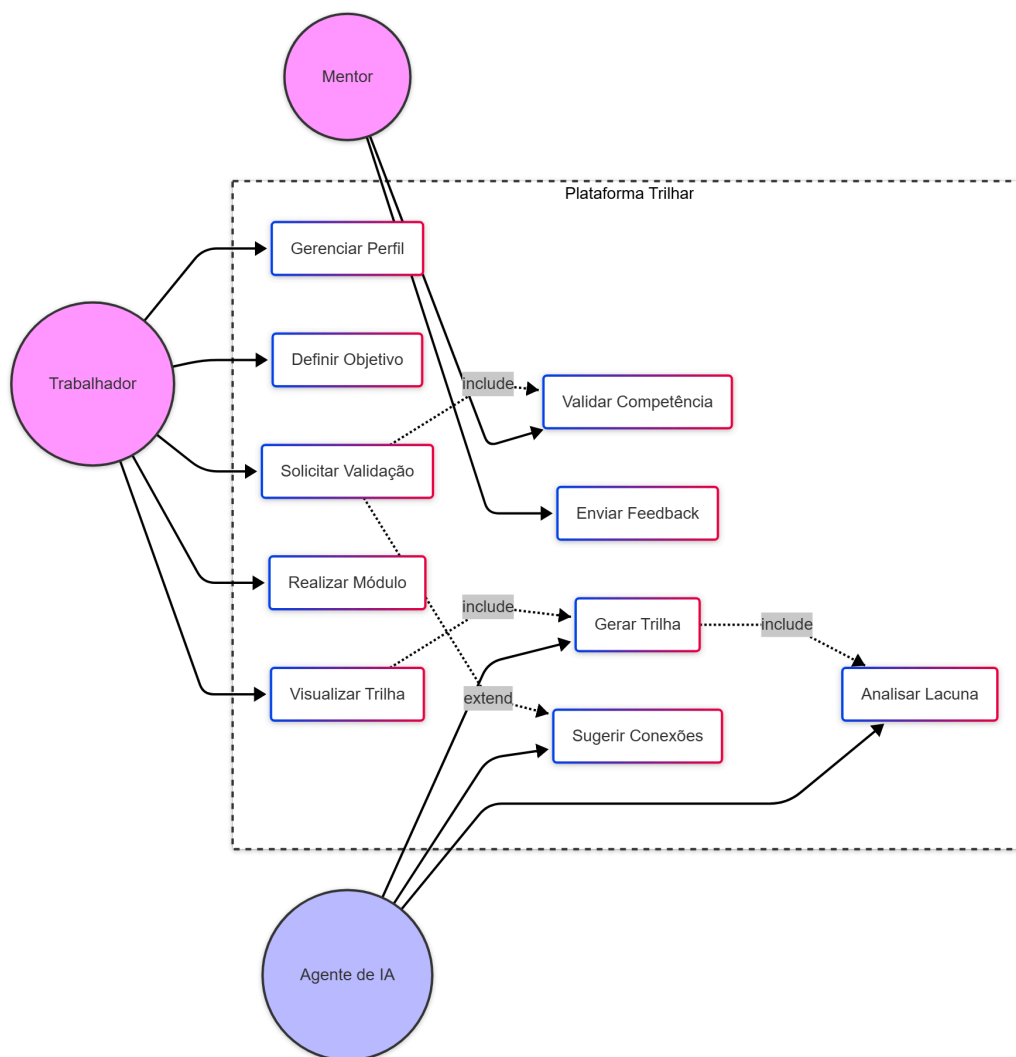 Mentor
Plataforma Trilhar
Gerenciar Perfil
Trabalhador
Definir Objetivo
include
Validar Competência
Solicitar Validação
Enviar Feedback
Realizar Módulo
include
Gerar Trilha
include
Visualizar Trilha
extend
Analisar Lacuna
Sugerir Conexões
Agente de IA